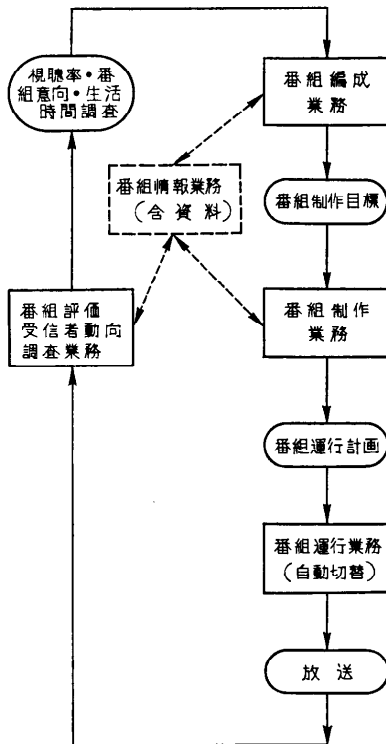 視聴率・番
組意向・生活
時間調査
番組編成
業務
番組情報業務
(含資料)
番組制作目標
番組評価
受信者動向
調査業務
番組制作
業務
番組運行計画
番組運行業務
(自動切替)
放送